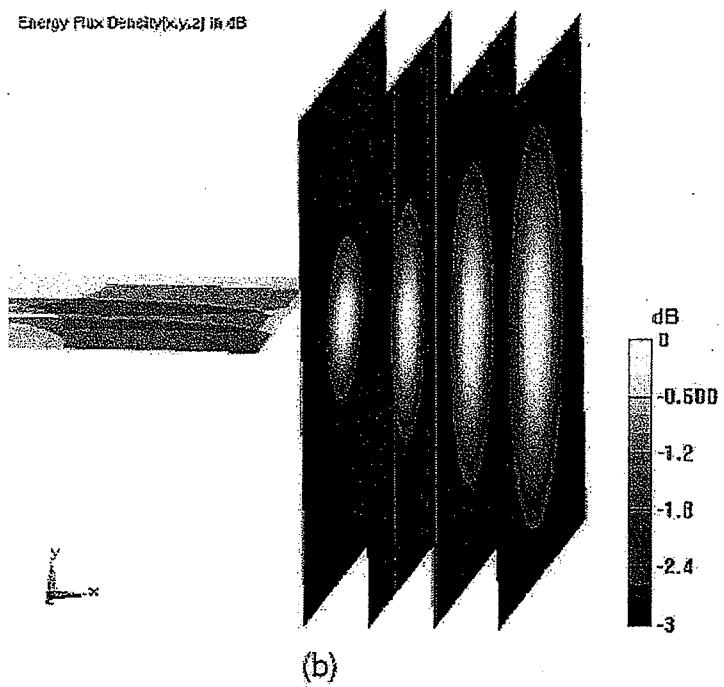 Energy Flux Density(x,y,z) in dB
dB
0
-0.600
-1.2
-1.8
-2.4
-3
y
x
z
(b)